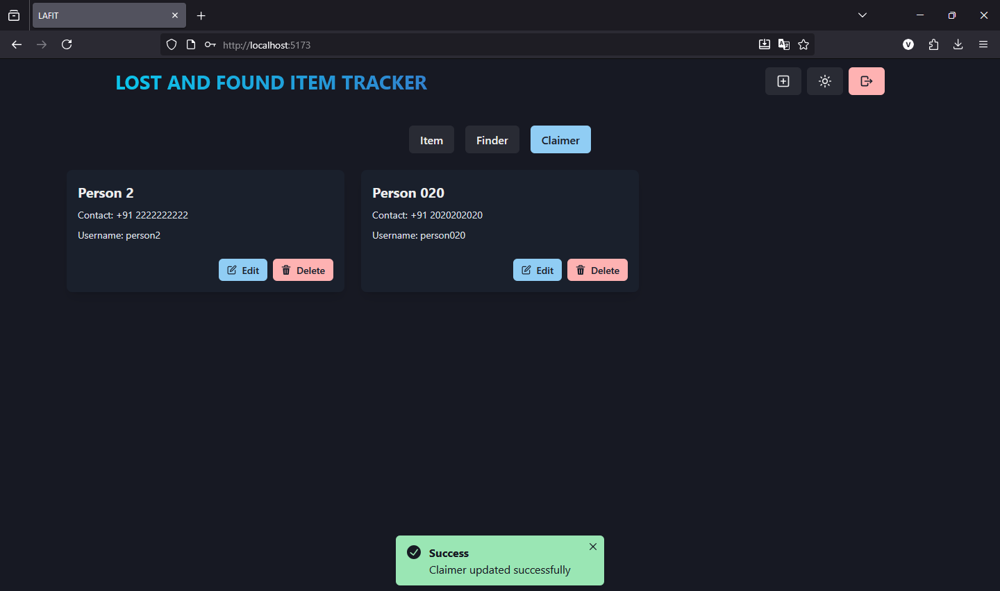 LAFIT
http://localhost:5173
LOST AND FOUND ITEM TRACKER
Item Finder Claimer
Person 2
Contact: +91 2222222222
Username: person2
Edit Delete
Person 020
Contact: +91 2020202020
Username: person020
Edit Delete
Success
Claimer updated successfully
V